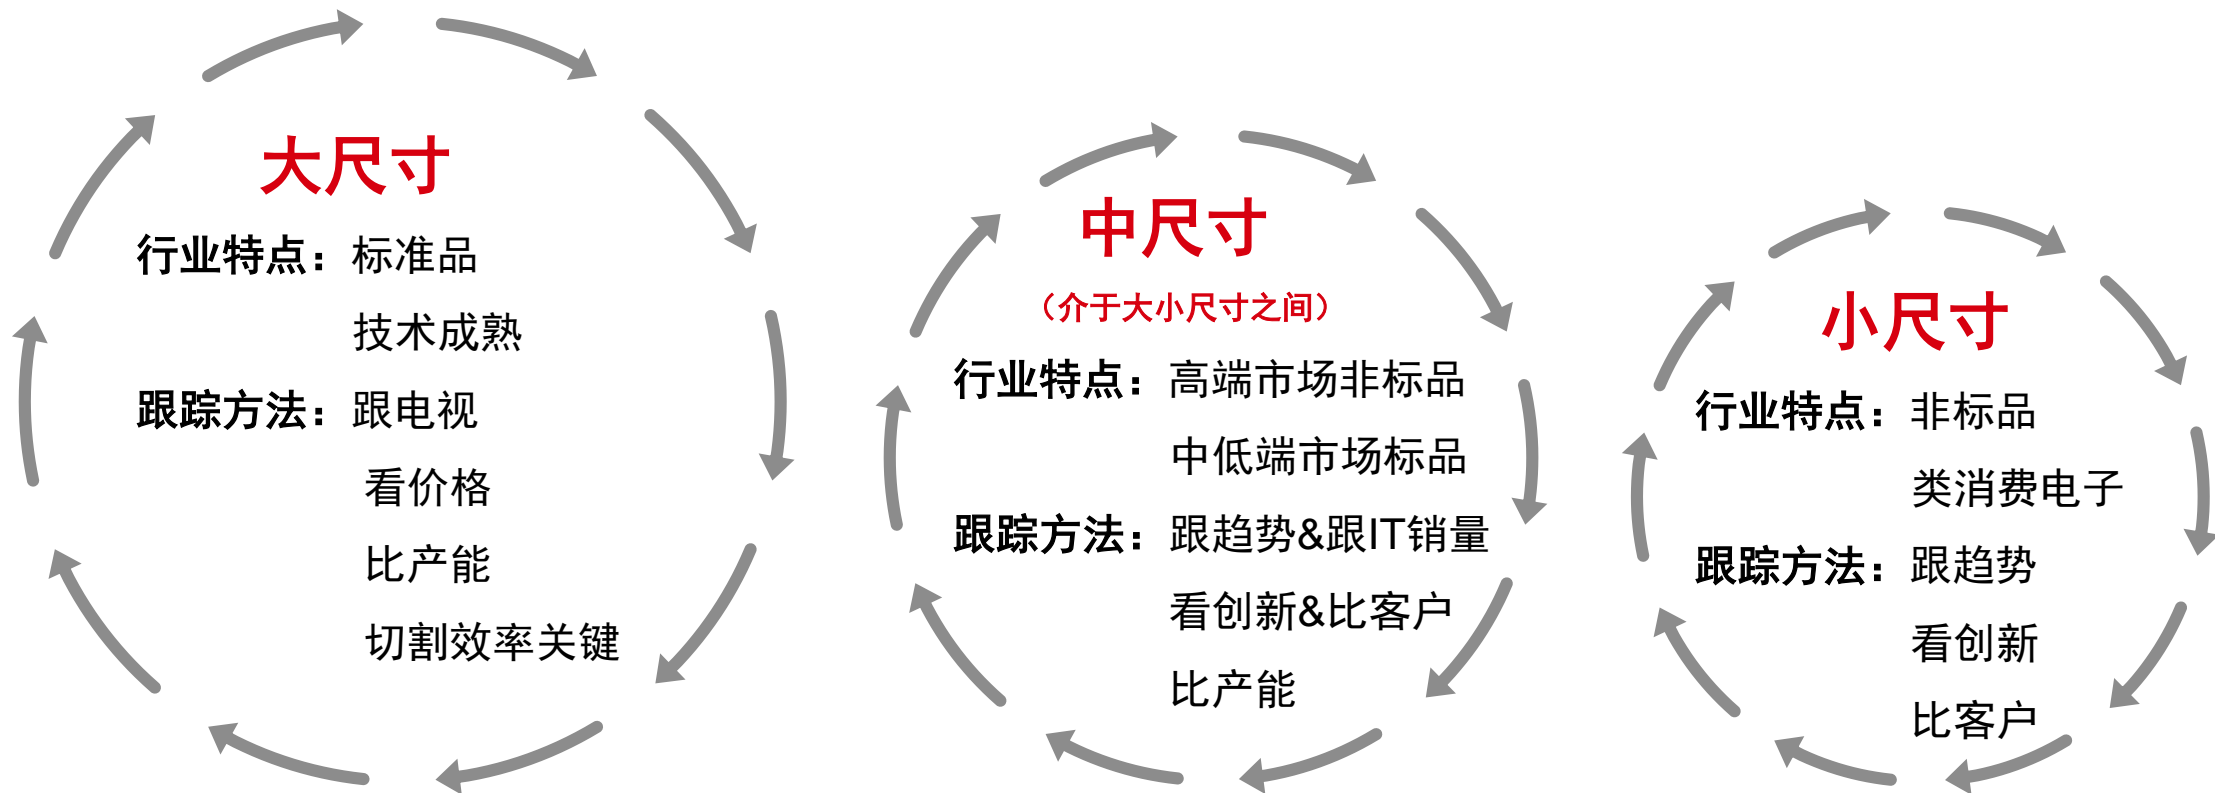 大尺寸
行业特点：标准品
技术成熟
跟踪方法：跟电视
看价格
比产能
切割效率关键
中尺寸
（介于大小尺寸之间）
行业特点：高端市场非标品
中低端市场标品
跟踪方法：跟趋势&跟IT销量
看创新&比客户
比产能
小尺寸
行业特点：非标品
类消费电子
跟踪方法：跟趋势
看创新
比客户